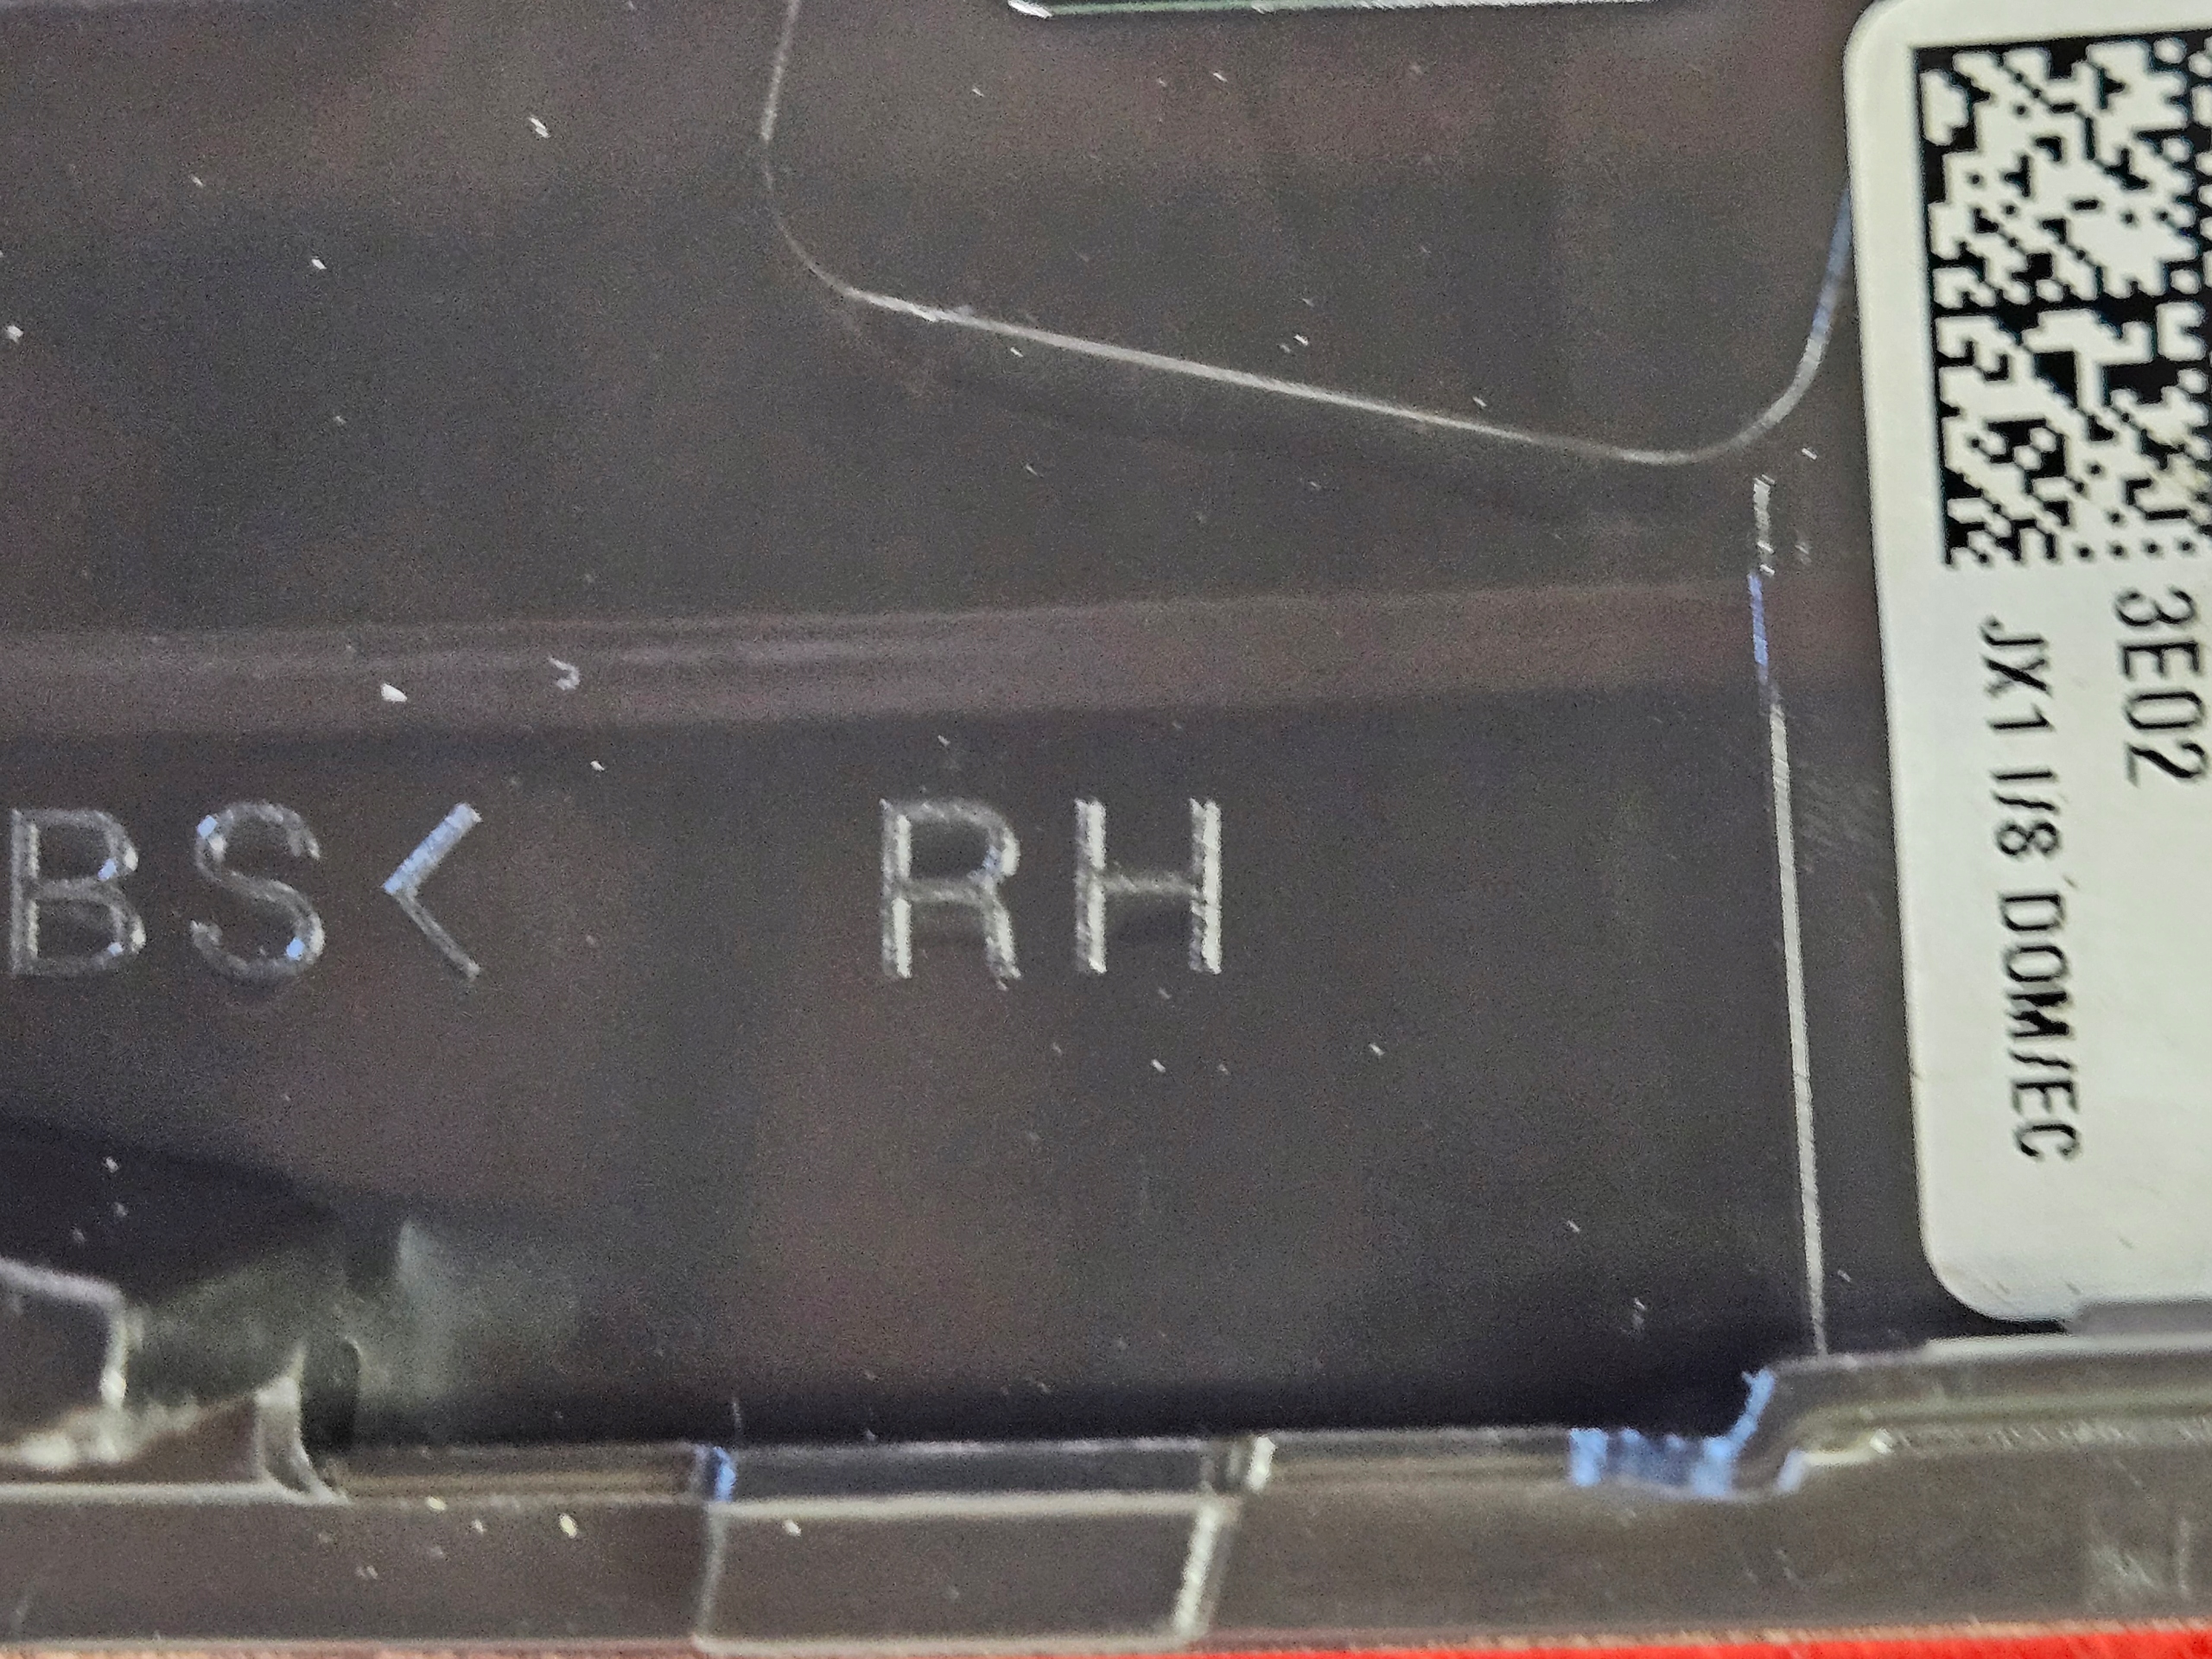 BS< RH
3E02
JX1 I/8 DOM/EC